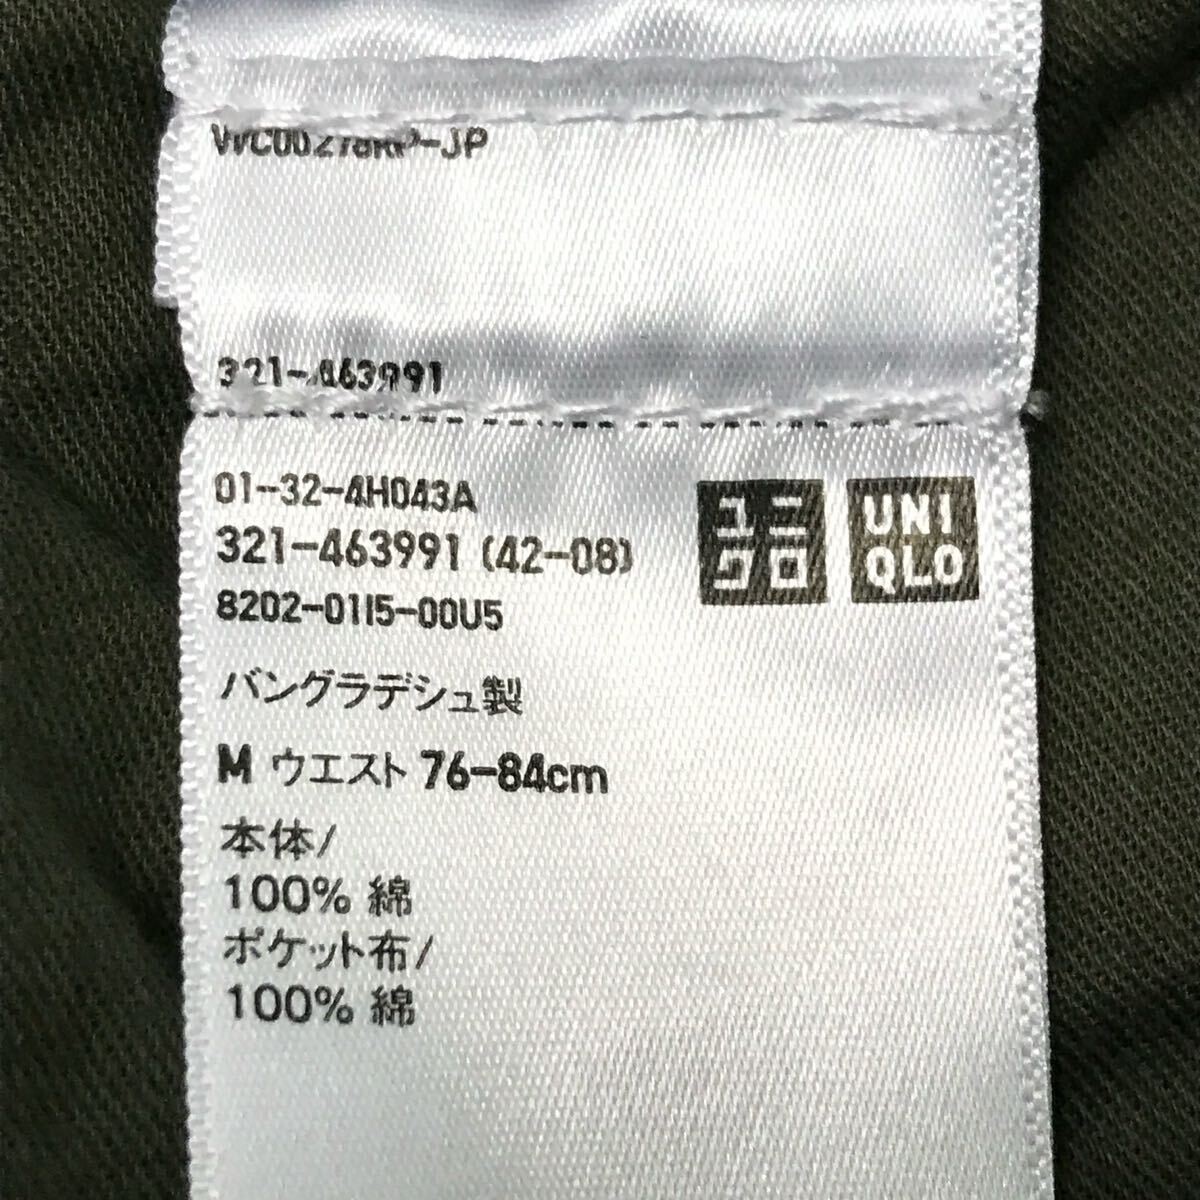 321-463991
01-32-4H043A
321-463991 (42-08)
8202-0115-00U5
ユニ
クロ
UNI
QLO
バングラデシュ製
M ウエスト 76-84cm
本体/
100% 綿
ポケット布/
100% 綿